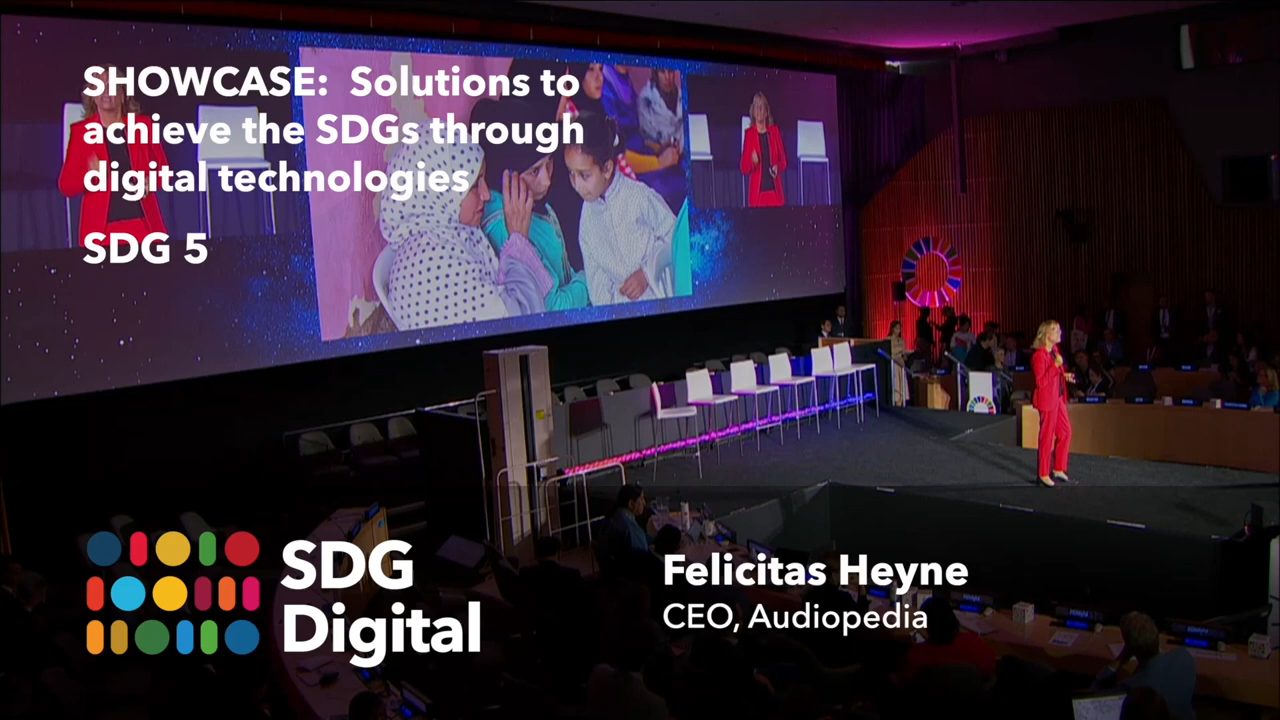 SHOWCASE: Solutions to
achieve the SDGs through
digital technologies
SDG 5
SDG
Digital
Felicitas Heyne
CEO, Audiopedia